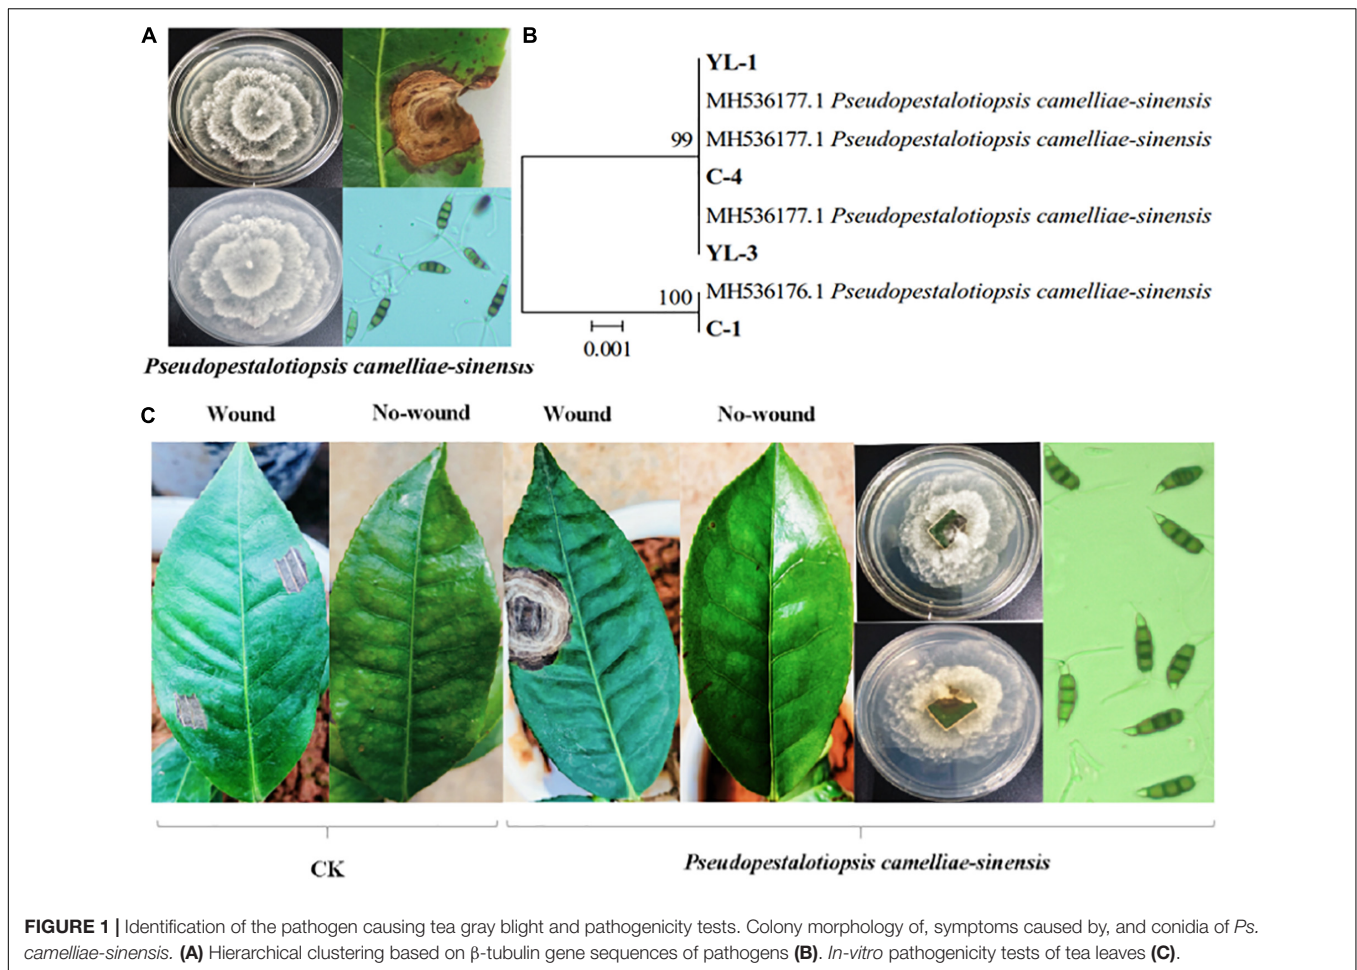 A
B
YL-1
MH536177.1 Pseudopestalotiopsis camelliae-sinensis
MH536177.1 Pseudopestalotiopsis camelliae-sinensis
99
C-4
MH536177.1 Pseudopestalotiopsis camelliae-sinensis
YL-3
MH536176.1 Pseudopestalotiopsis camelliae-sinensis
100
C-1
0.001
Pseudopestalotiopsis camelliae-sinensis
C
Wound No-wound Wound No-wound
CK
Pseudopestalotiopsis camelliae-sinensis
FIGURE 1 | Identification of the pathogen causing tea gray blight and pathogenicity tests. Colony morphology of, symptoms caused by, and conidia of Ps.
camelliae-sinensis. (A) Hierarchical clustering based on β-tubulin gene sequences of pathogens (B). In-vitro pathogenicity tests of tea leaves (C).